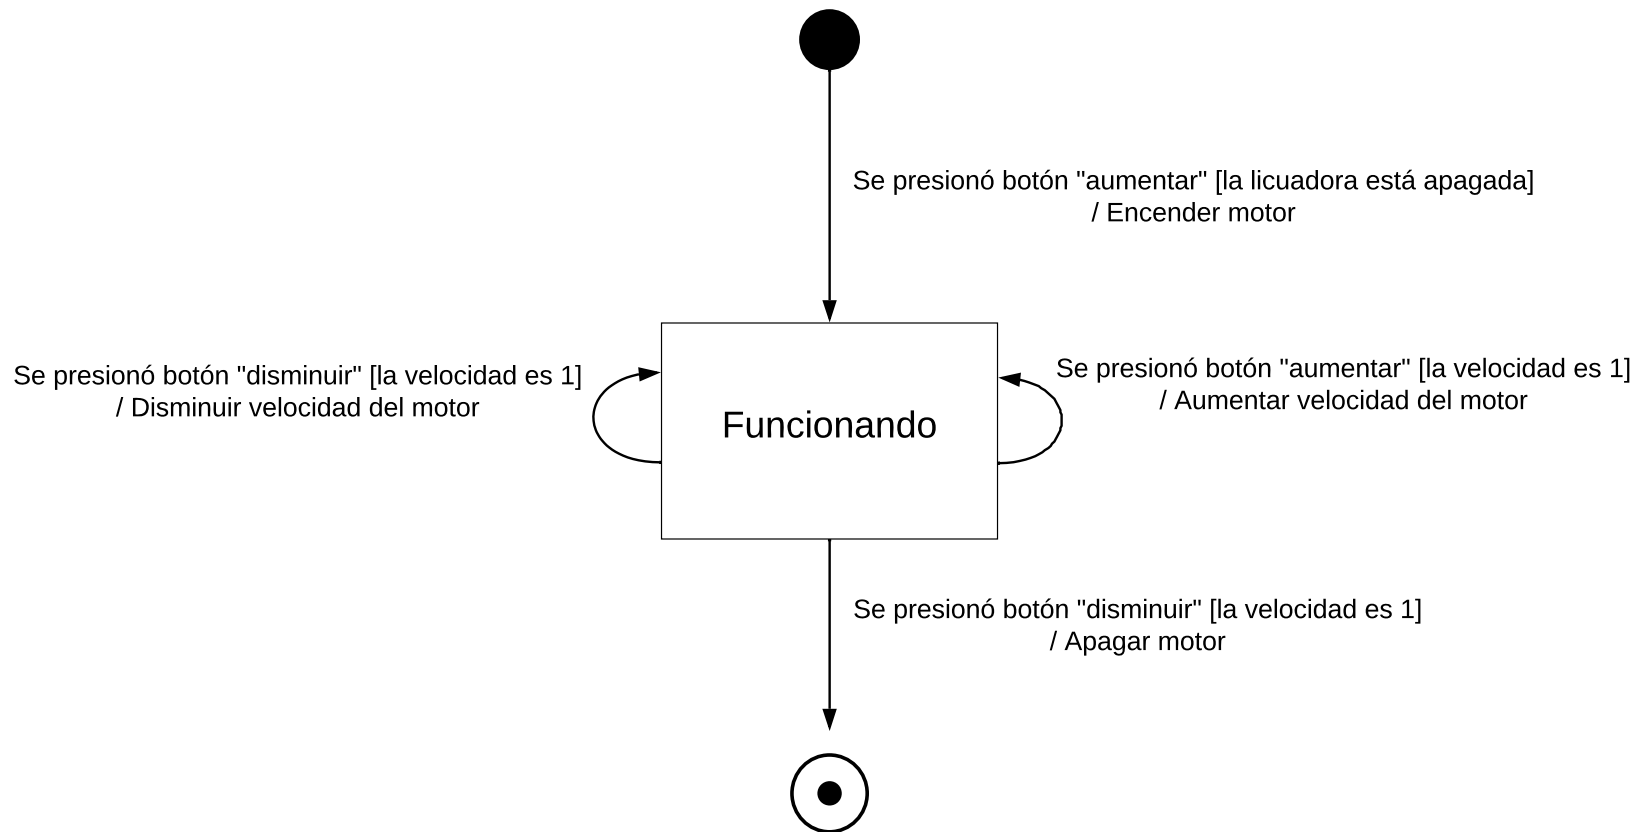 Se presionó botón "aumentar" [la licuadora está apagada]
/ Encender motor
Se presionó botón "disminuir" [la velocidad es 1]
/ Disminuir velocidad del motor
Funcionando
Se presionó botón "aumentar" [la velocidad es 1]
/ Aumentar velocidad del motor
Se presionó botón "disminuir" [la velocidad es 1]
/ Apagar motor